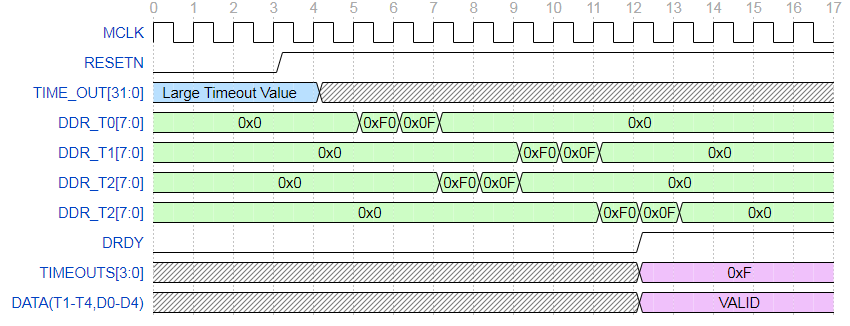 0 1 2 3 4 5 6 7 8 9 10 11 12 13 14 15 16 17
MCLK
RESETN
TIME_OUT[31:0] Large Timeout Value
DDR_T0[7:0] 0x0 0xF0 0x0F 0x0
DDR_T1[7:0] 0x0 0xF0 0x0F 0x0
DDR_T2[7:0] 0x0 0xF0 0x0F 0x0
DDR_T2[7:0] 0x0 0xF0 0x0F 0x0
DRDY
TIMEOUTS[3:0] 0xF
DATA(T1-T4,D0-D4) VALID